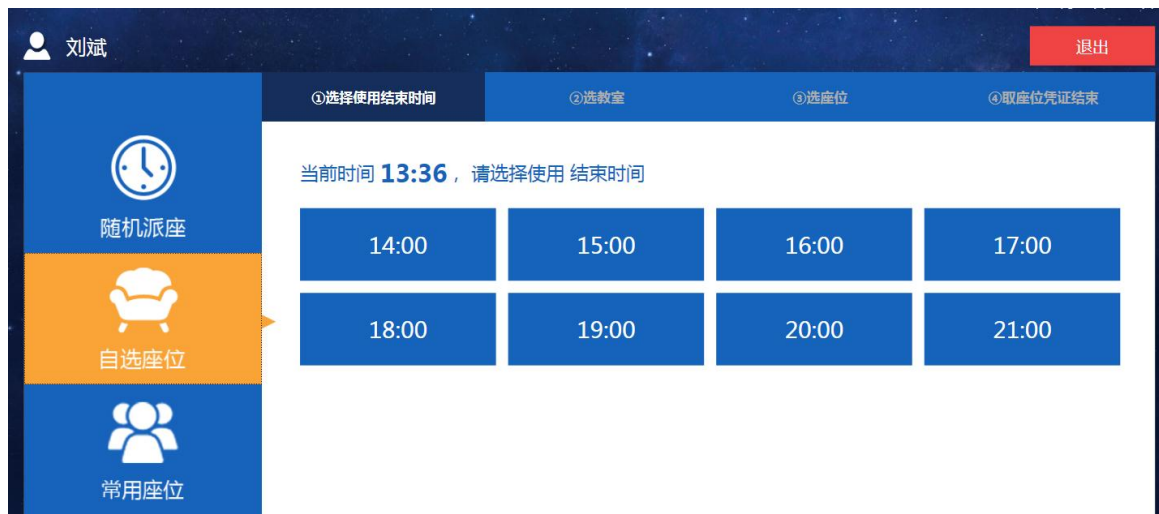 刘斌
退出
①选择使用结束时间 ②选教室 ③选座位 ④取座位凭证结束
随机派座
自选座位
常用座位
当前时间 13:36 ，请选择使用 结束时间
14:00 15:00 16:00 17:00
18:00 19:00 20:00 21:00